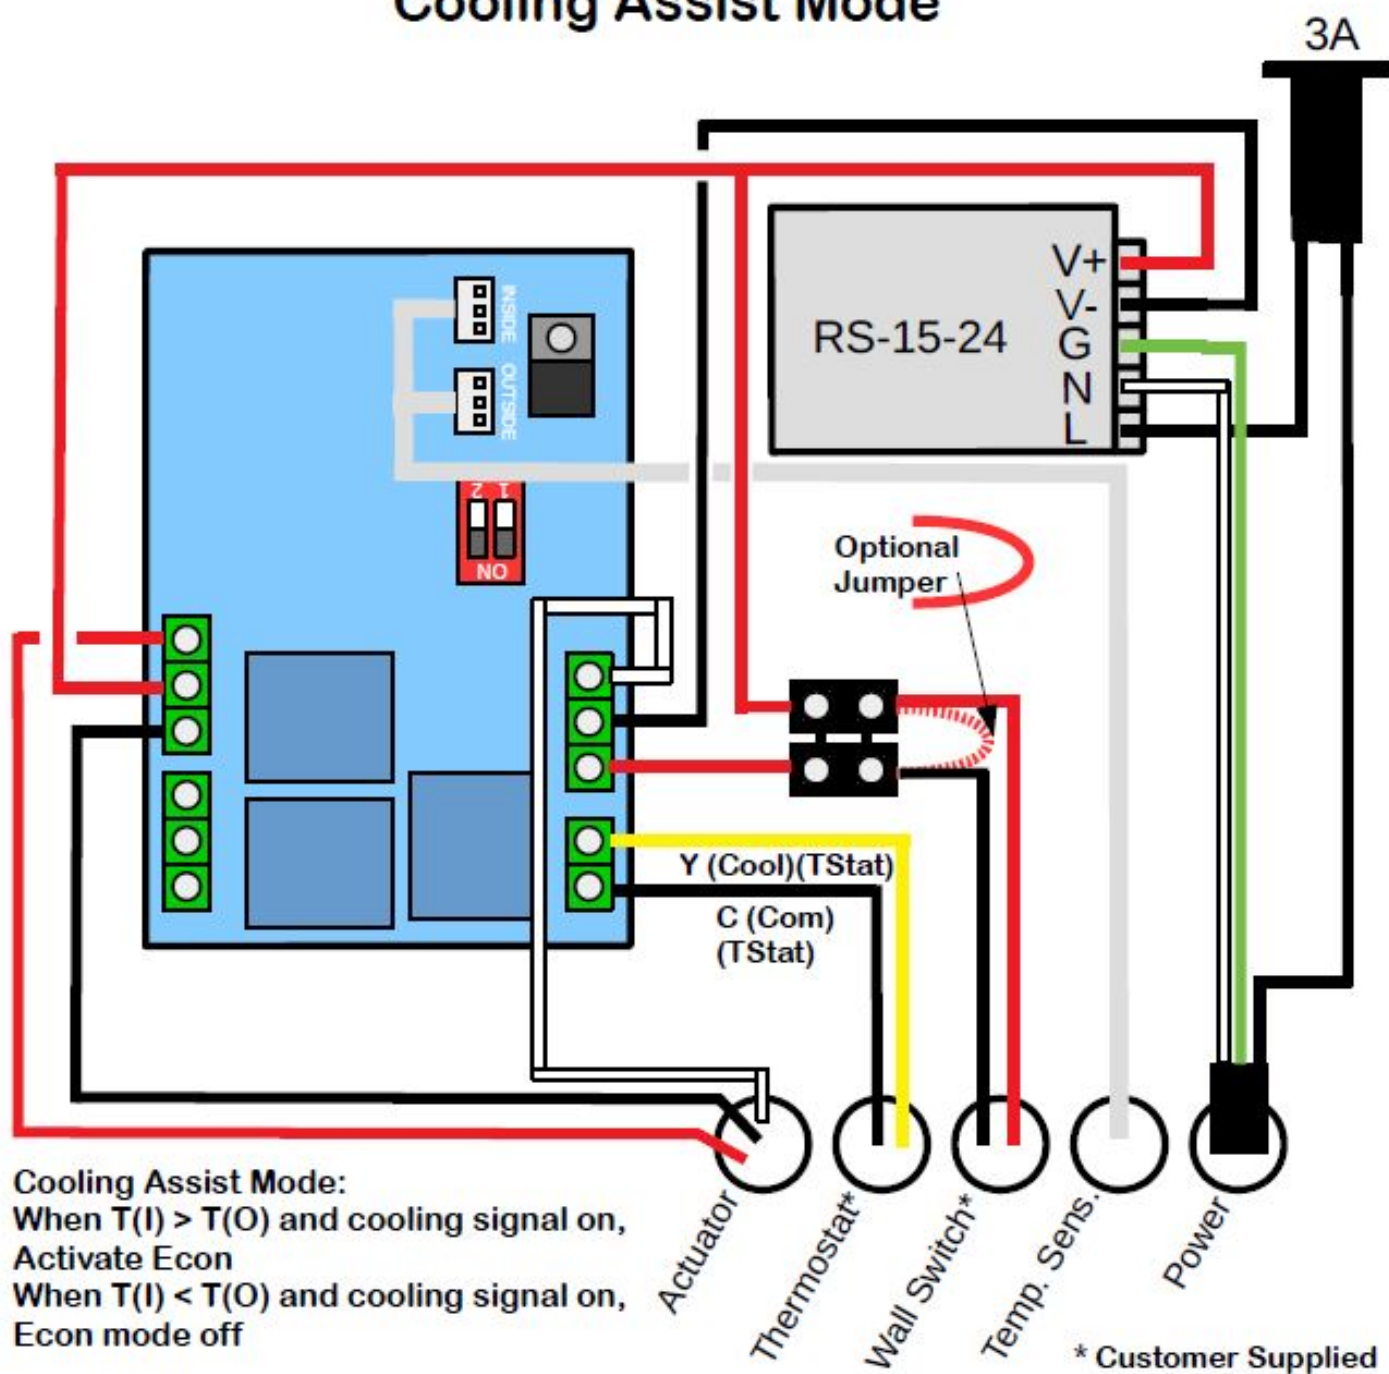 Cooling Assist Mode
3A
INSIDE
OUTSIDE
RS-15-24
V+
V-
G
N
L
2 1
ON
Optional
Jumper
Y (Cool)(TStat)
C (Com)
(TStat)
Cooling Assist Mode:
When T(I) > T(O) and cooling signal on,
Activate Econ
When T(I) < T(O) and cooling signal on,
Econ mode off
Actuator
Thermostat*
Wall Switch*
Temp. Sens.
Power
* Customer Supplied